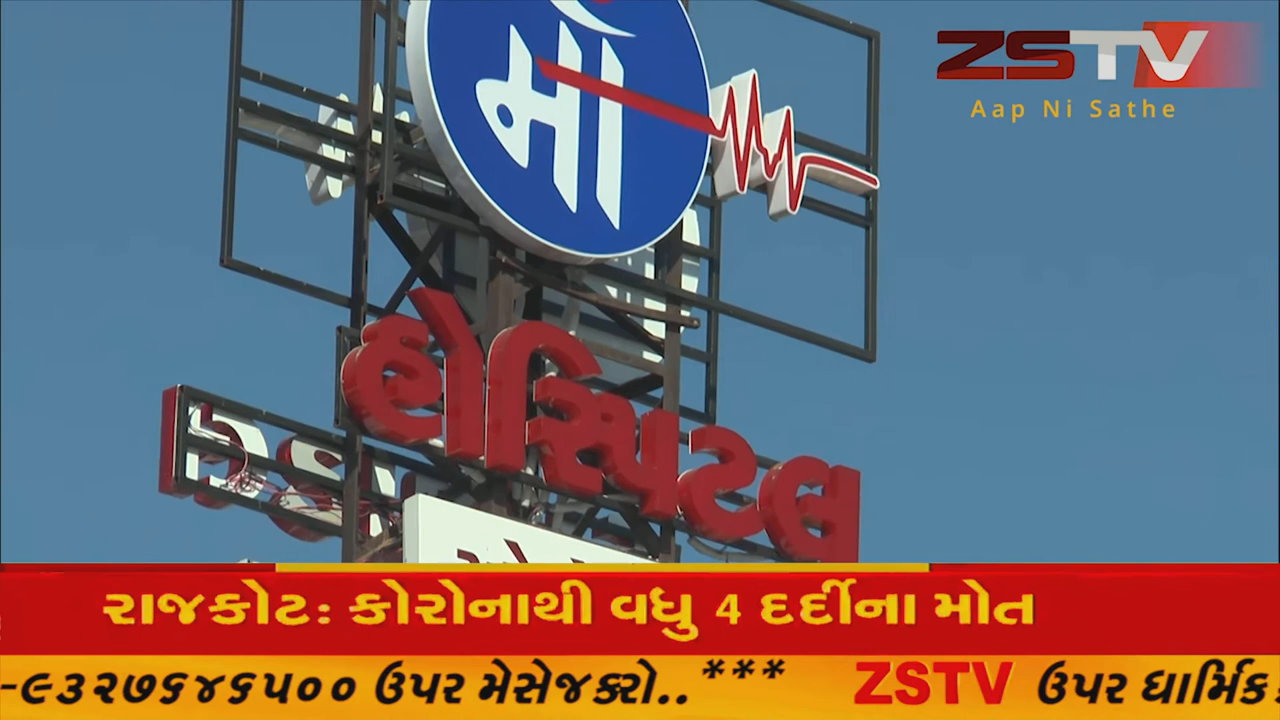 ZSTV
Aap Ni Sathe
માઁ
હોસ્પિટલ
રાજકોટ: કોરોનાથી વધુ 4 દર્દીના મોત
-૯૩૨૭૬૪૬૫૦૦ ઉપર મેસેજ કરો.. *** ZSTV ઉપર ધાર્મિક